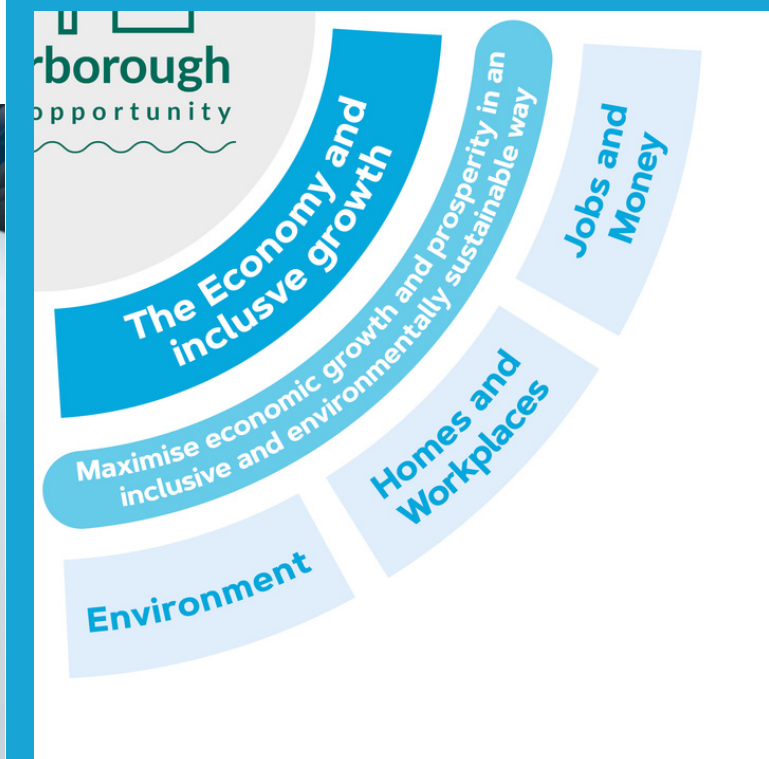 rborough
opportunity
The Economy and
inclusve growth
Maximise economic growth and prosperity in an
inclusive and environmentally sustainable way
Jobs and
Money
Homes and
Workplaces
Environment